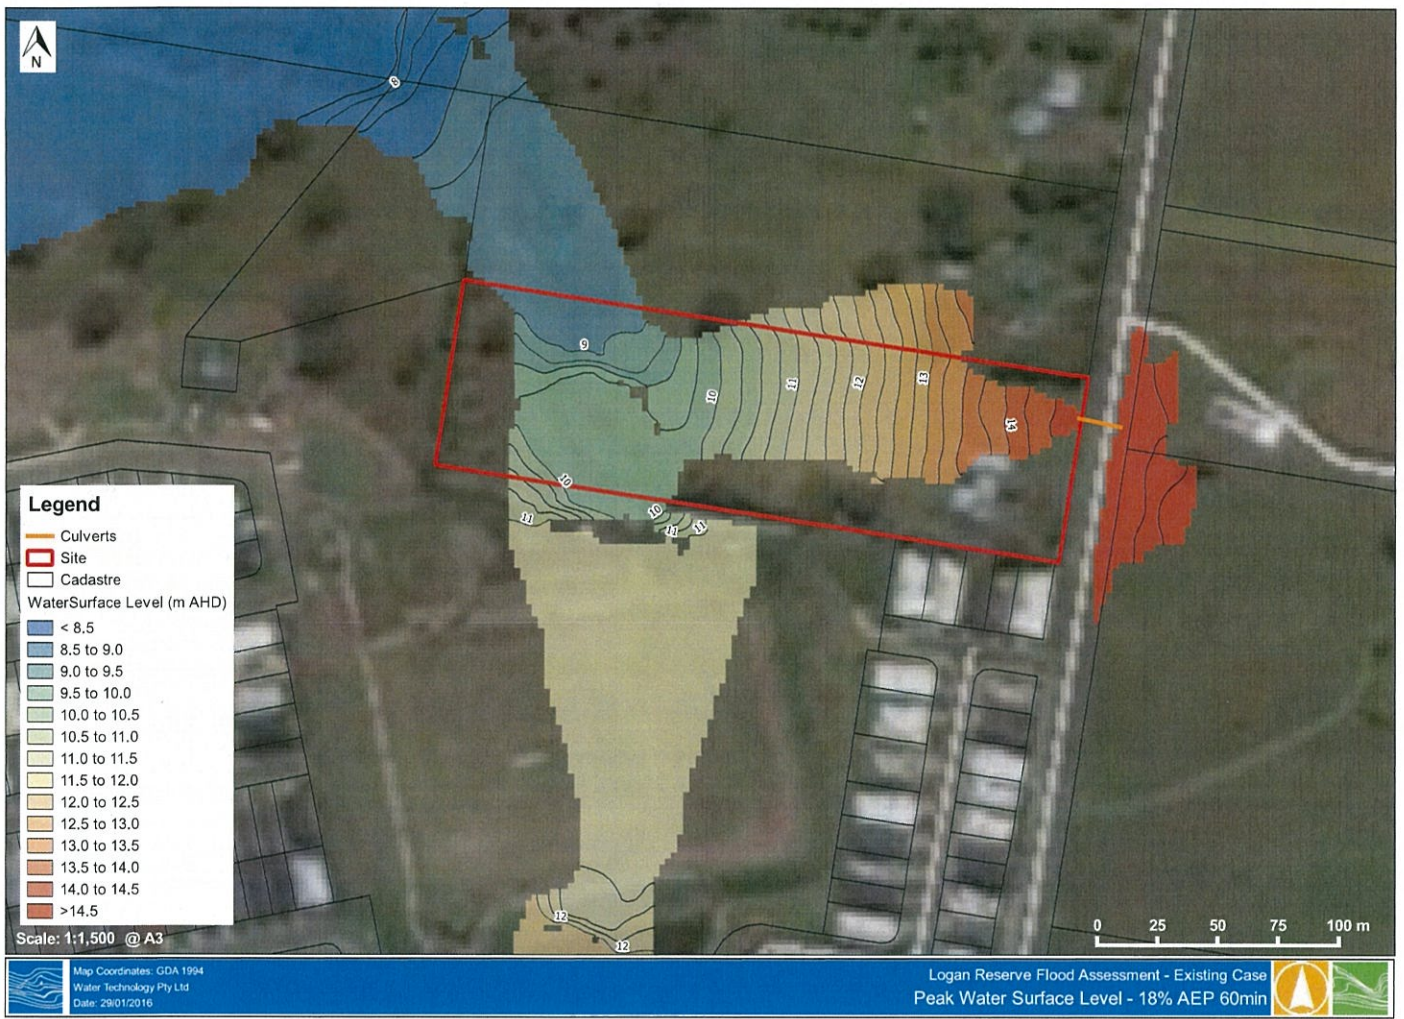 N
8
9
10
11
12
13
14
10
11
10
11
11
12
12
Legend
Culverts
Site
Cadastre
WaterSurface Level (m AHD)
< 8.5
8.5 to 9.0
9.0 to 9.5
9.5 to 10.0
10.0 to 10.5
10.5 to 11.0
11.0 to 11.5
11.5 to 12.0
12.0 to 12.5
12.5 to 13.0
13.0 to 13.5
13.5 to 14.0
14.0 to 14.5
>14.5
Scale: 1:1,500 @ A3
0 25 50 75 100 m
Map Coordinates: GDA 1994
Water Technology Pty Ltd
Date: 29/01/2016
Logan Reserve Flood Assessment - Existing Case
Peak Water Surface Level - 18% AEP 60min